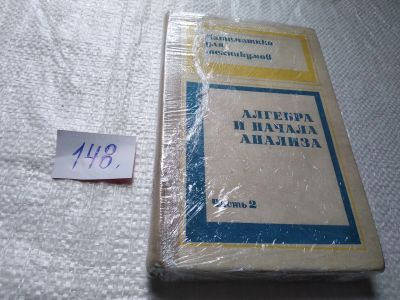 Математика
для
техникумов
АЛГЕБРА
И НАЧАЛА
АНАЛИЗА
часть 2
148.